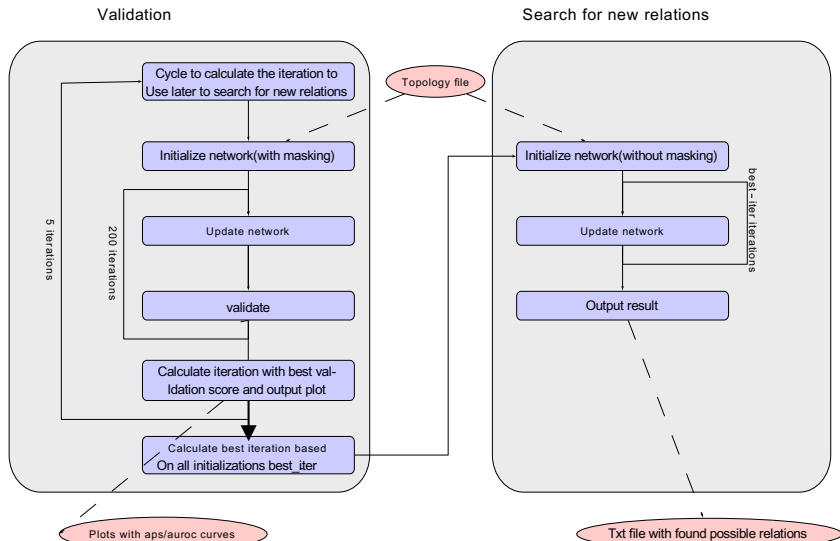 Validation
Search for new relations
Cycle to calculate the iteration to
Use later to search for new relations
Topology file
Initialize network(with masking)
Initialize network(without masking)
5 iterations
200 iterations
best-iter iterations
Update network
Update network
validate
Output result
Calculate iteration with best val-
Idation score and output plot
Calculate best iteration based
On all initializations best_iter
Plots with aps/auroc curves
Txt file with found possible relations